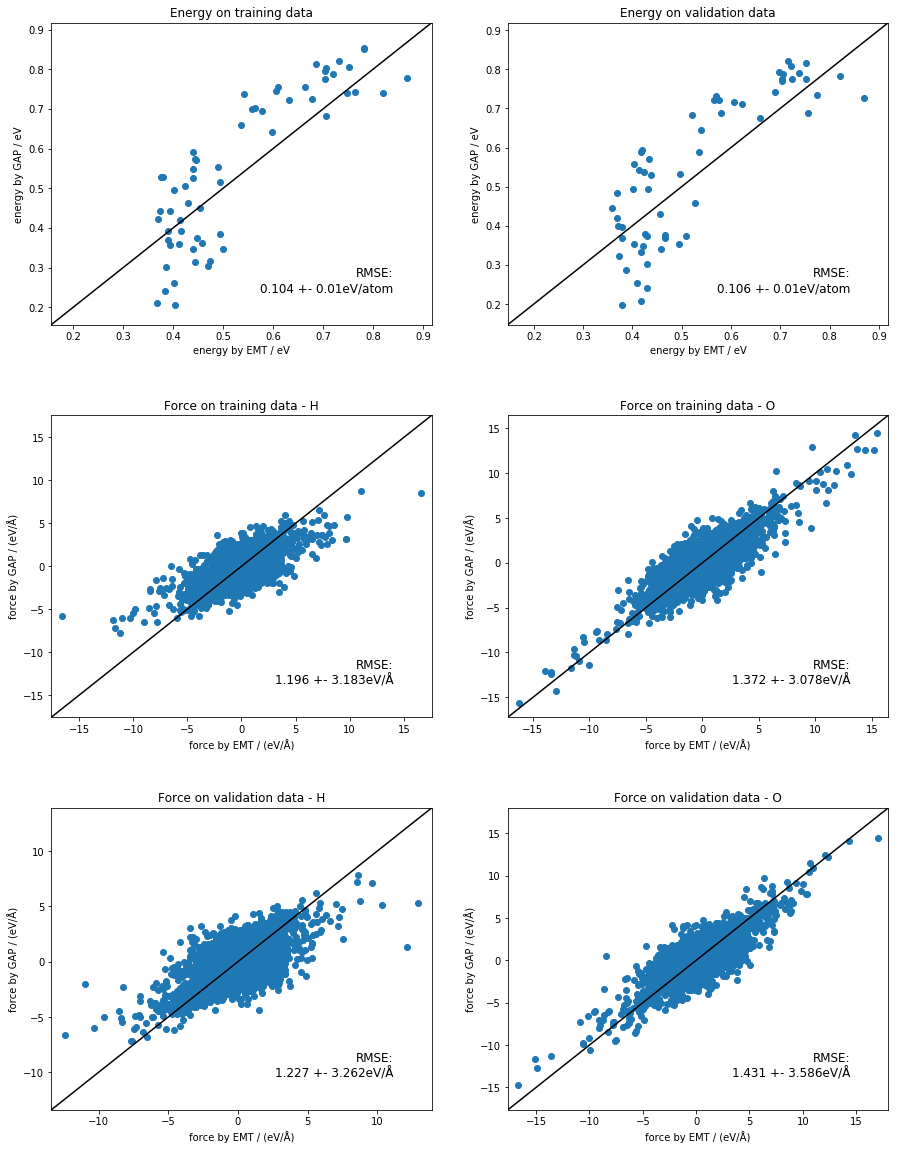 Energy on training data
energy by GAP / eV
0.9
0.8
0.7
0.6
0.5
0.4
0.3
0.2
RMSE:
0.104 +- 0.01eV/atom
0.2 0.3 0.4 0.5 0.6 0.7 0.8 0.9
energy by EMT / eV
Energy on validation data
energy by GAP / eV
0.9
0.8
0.7
0.6
0.5
0.4
0.3
0.2
RMSE:
0.106 +- 0.01eV/atom
0.2 0.3 0.4 0.5 0.6 0.7 0.8 0.9
energy by EMT / eV
Force on training data - H
force by GAP / (eV/Å)
15
10
5
0
−5
−10
−15
RMSE:
1.196 +- 3.183eV/Å
−15 −10 −5 0 5 10 15
force by EMT / (eV/Å)
Force on training data - O
force by GAP / (eV/Å)
15
10
5
0
−5
−10
−15
RMSE:
1.372 +- 3.078eV/Å
−15 −10 −5 0 5 10 15
force by EMT / (eV/Å)
Force on validation data - H
force by GAP / (eV/Å)
10
5
0
−5
−10
RMSE:
1.227 +- 3.262eV/Å
−10 −5 0 5 10
force by EMT / (eV/Å)
Force on validation data - O
force by GAP / (eV/Å)
15
10
5
0
−5
−10
−15
RMSE:
1.431 +- 3.586eV/Å
−15 −10 −5 0 5 10 15
force by EMT / (eV/Å)